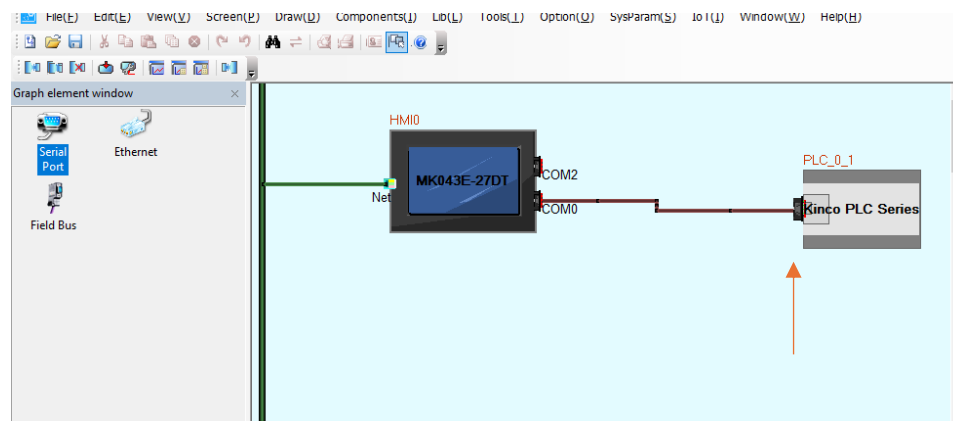 File(F) Edit(E) View(V) Screen(P) Draw(D) Components(I) Lib(L) Tools(T) Option(O) SysParam(S) IoT(I) Window(W) Help(H)
Graph element window
Serial Port
Ethernet
Field Bus
HMI0
MK043E-27DT
COM2
Net
COM0
PLC_0_1
Kinco PLC Series